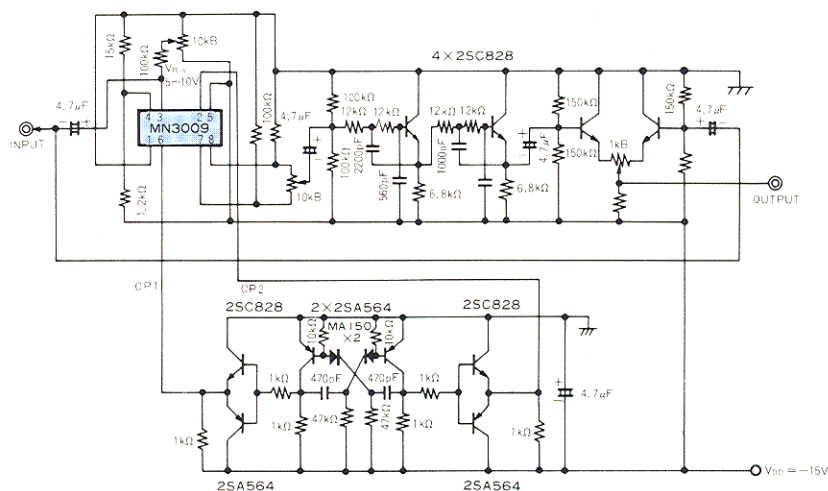 15kΩ
100kΩ
10kB
V
5~10V
4.7μF
4 3 2 5
MN3009
1 6 7 8
INPUT
100kΩ
4.7μF
1.2kΩ
10kB
4×2SC828
100kΩ
12kΩ
12kΩ
12kΩ
12kΩ
150kΩ
150kΩ
4.7μF
100kΩ
2200pF
560pF
1000pF
4.7μF
150kΩ
1kB
6.8kΩ
6.8kΩ
OUTPUT
CP1
CP2
2SC828
2×2SA564
2SC828
10kΩ
MA150
×2
10kΩ
1kΩ
470pF
470pF
1kΩ
4.7μF
1kΩ
1kΩ
47kΩ
47kΩ
1kΩ
1kΩ
2SA564
2SA564
VDD=-15V